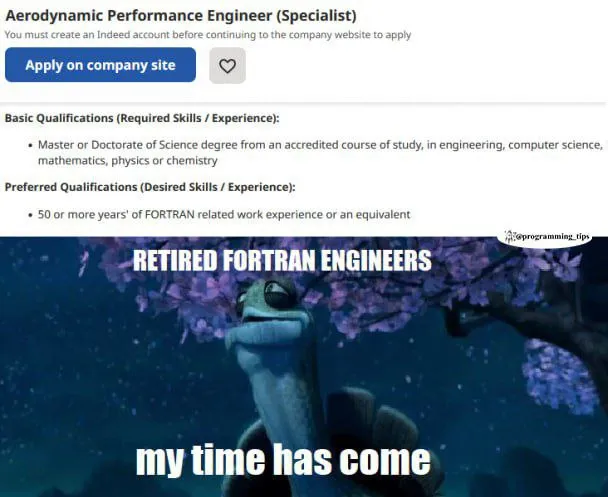 Aerodynamic Performance Engineer (Specialist)
You must create an Indeed account before continuing to the company website to apply
Apply on company site
Basic Qualifications (Required Skills / Experience):
• Master or Doctorate of Science degree from an accredited course of study, in engineering, computer science,
mathematics, physics or chemistry
Preferred Qualifications (Desired Skills / Experience):
• 50 or more years' of FORTRAN related work experience or an equivalent
@programming_tips
RETIRED FORTRAN ENGINEERS
my time has come